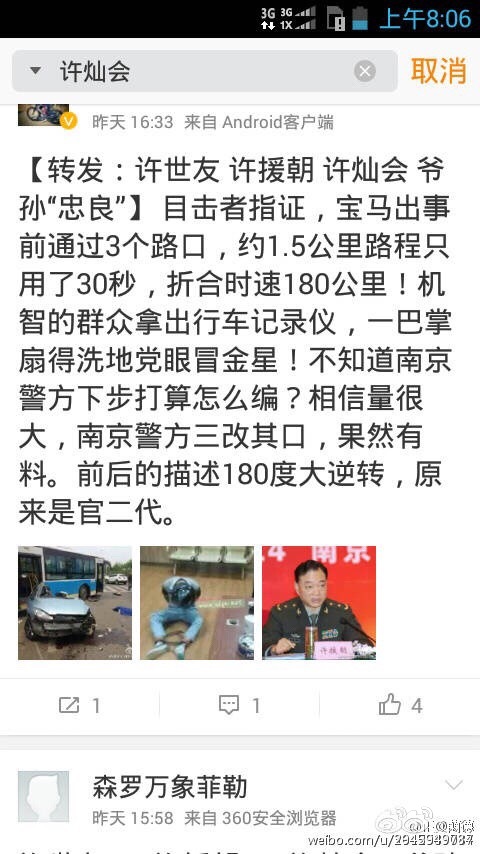 3G 3G 1X 上午8:06
许灿会 取消
昨天 16:33 来自 Android客户端
【转发：许世友 许援朝 许灿会 爷
孙“忠良”】目击者指证，宝马出事
前通过3个路口，约1.5公里路程只
用了30秒，折合时速180公里！机
智的群众拿出行车记录仪，一巴掌
扇得洗地党眼冒金星！不知道南京
警方下步打算怎么编？相信量很
大，南京警方三改其口，果然有
料。前后的描述180度大逆转，原
来是官二代。
南京
许援朝
1 1 4
森罗万象菲勒
昨天 15:58 来自 360安全浏览器